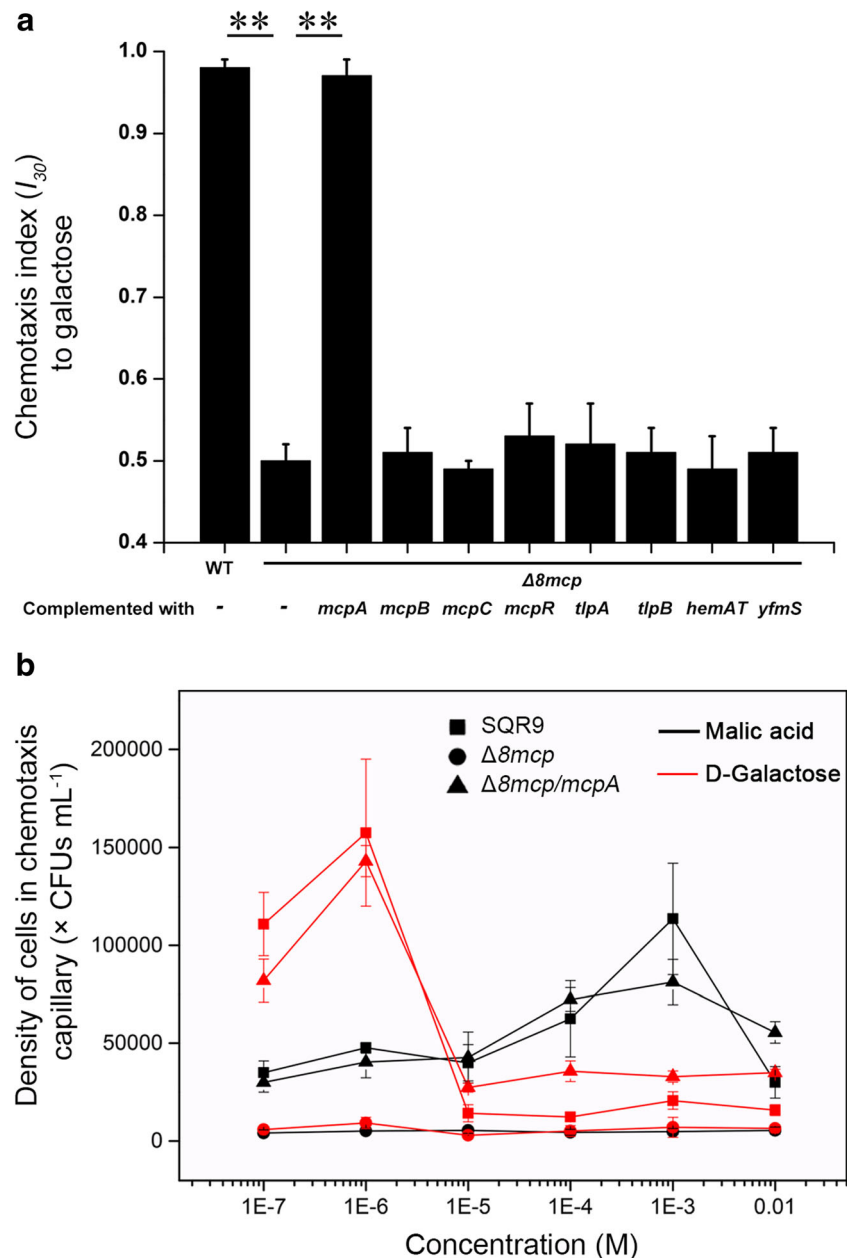 a
** **
Chemotaxis index (I30)
to galactose
1.0
0.9
0.8
0.7
0.6
0.5
0.4
WT
Δ8mcp
Complemented with - - mcpA mcpB mcpC mcpR tlpA tlpB hemAT yfmS
b
Density of cells in chemotaxis
capillary (× CFUs mL-1)
200000
150000
100000
50000
0
SQR9
Δ8mcp
Δ8mcp/mcpA
Malic acid
D-Galactose
1E-7 1E-6 1E-5 1E-4 1E-3 0.01
Concentration (M)